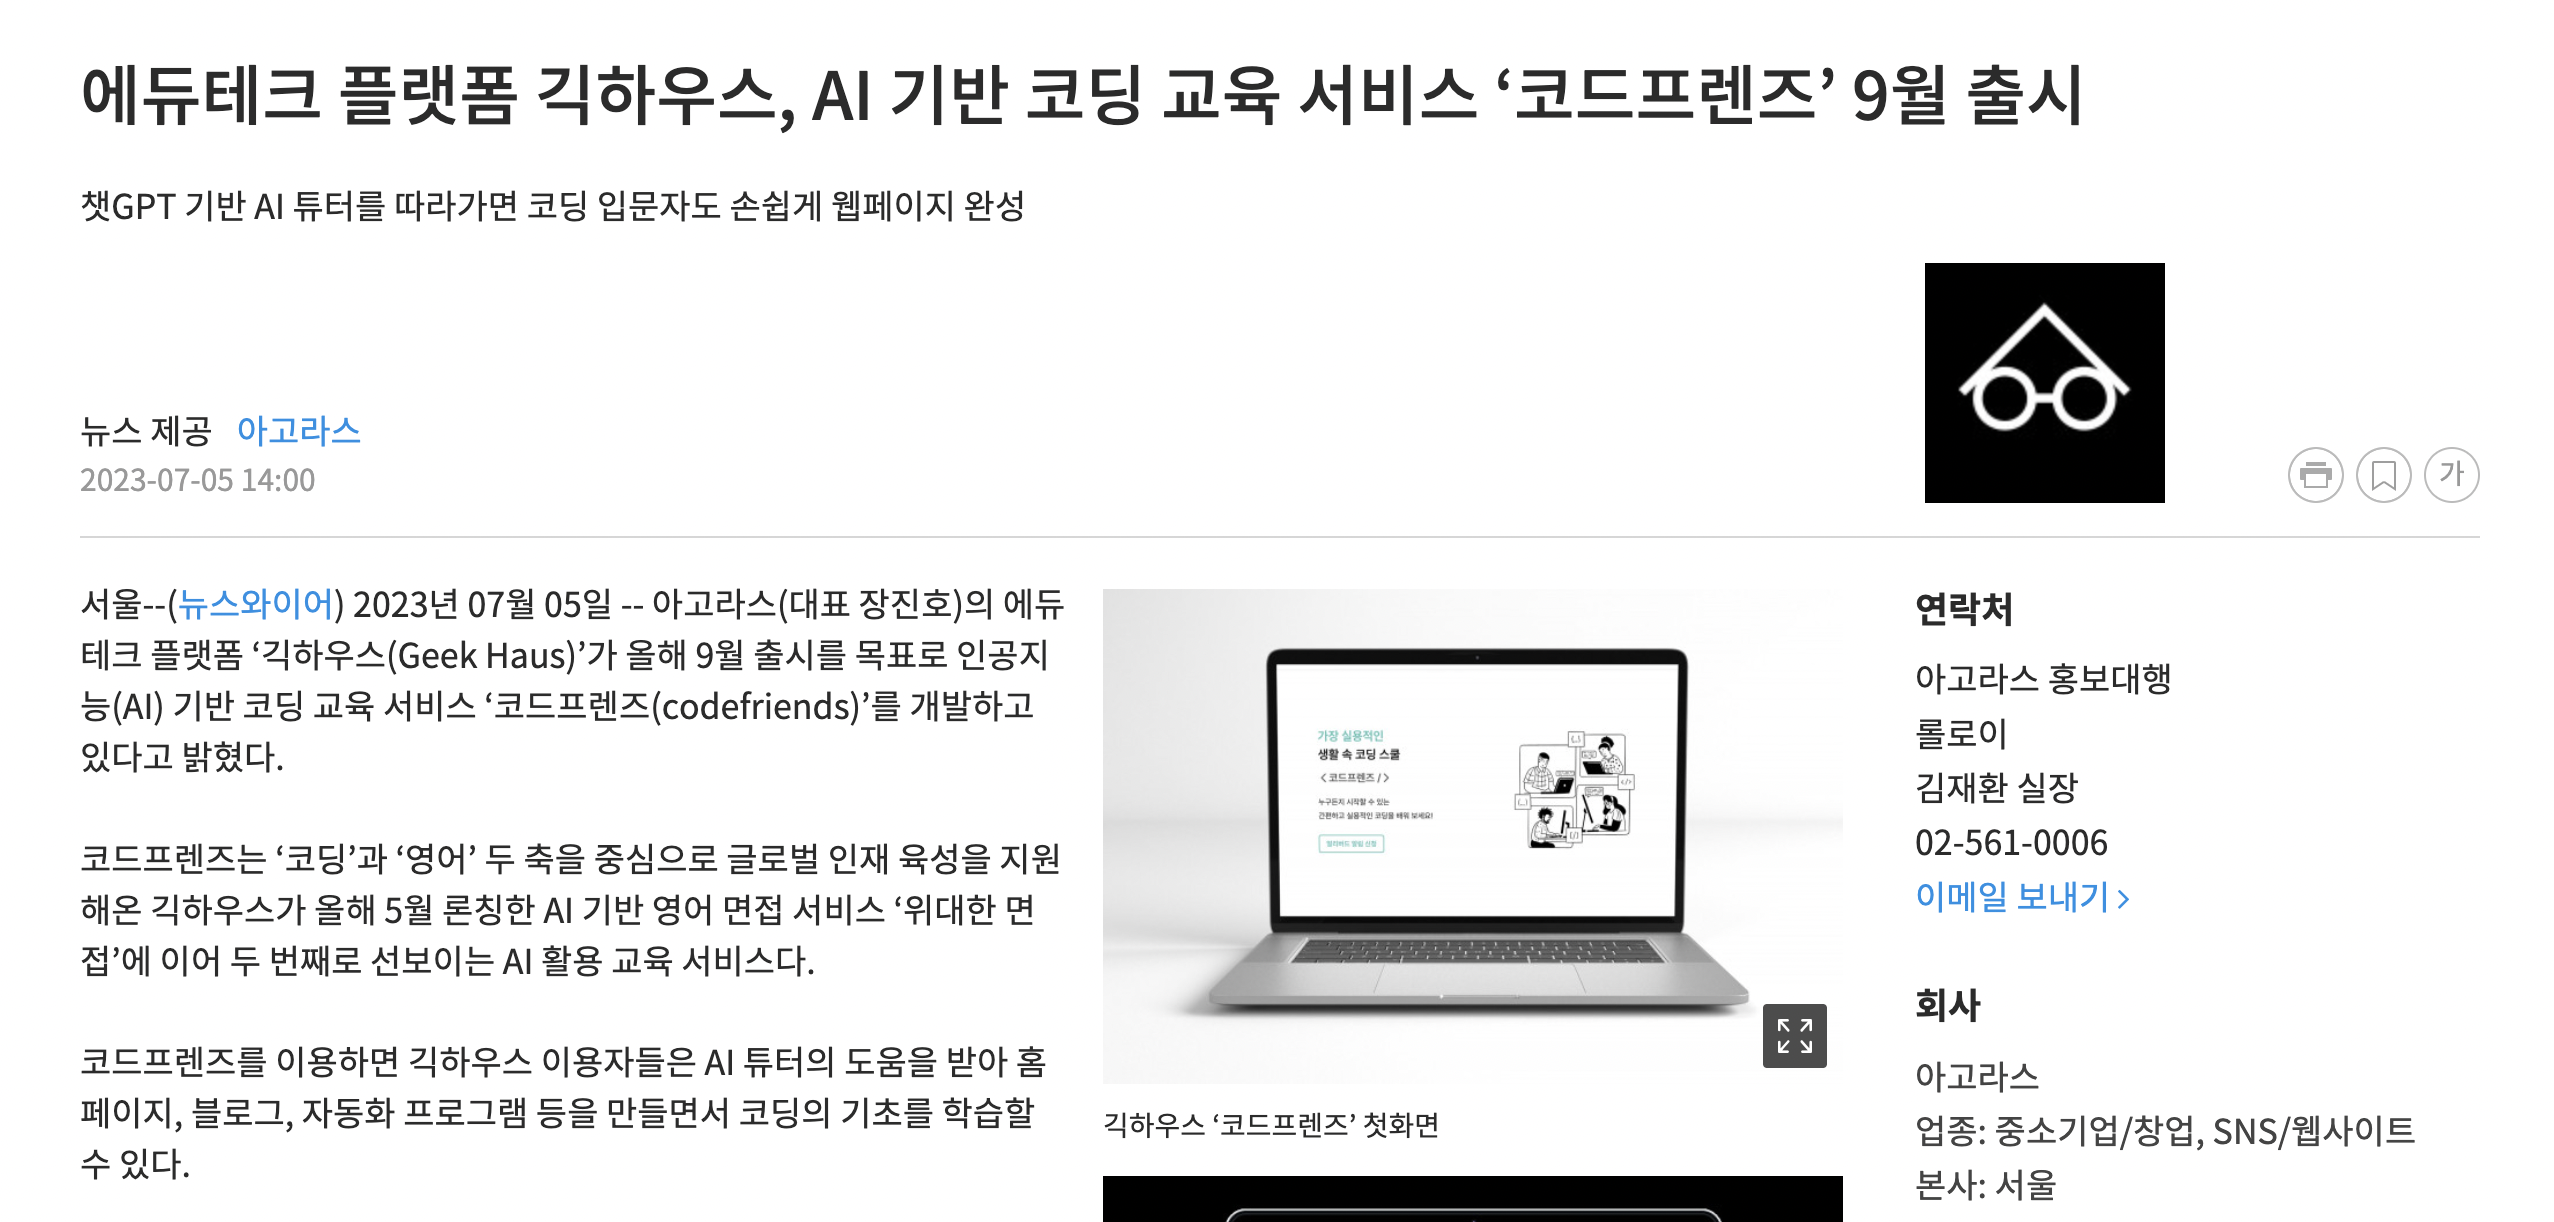 에듀테크 플랫폼 긱하우스, AI 기반 코딩 교육 서비스 ‘코드프렌즈’ 9월 출시
챗GPT 기반 AI 튜터를 따라가면 코딩 입문자도 손쉽게 웹페이지 완성
뉴스 제공 아고라스
2023-07-05 14:00
가
서울--(뉴스와이어) 2023년 07월 05일 -- 아고라스(대표 장진호)의 에듀
테크 플랫폼 ‘긱하우스(Geek Haus)’가 올해 9월 출시를 목표로 인공지
능(AI) 기반 코딩 교육 서비스 ‘코드프렌즈(codefriends)’를 개발하고
있다고 밝혔다.
코드프렌즈는 ‘코딩’과 ‘영어’ 두 축을 중심으로 글로벌 인재 육성을 지원
해온 긱하우스가 올해 5월 론칭한 AI 기반 영어 면접 서비스 ‘위대한 면
접’에 이어 두 번째로 선보이는 AI 활용 교육 서비스다.
코드프렌즈를 이용하면 긱하우스 이용자들은 AI 튜터의 도움을 받아 홈
페이지, 블로그, 자동화 프로그램 등을 만들면서 코딩의 기초를 학습할
수 있다.
가장 실용적인
생활 속 코딩 스쿨
<코드프렌즈 />
누구든지 시작할 수 있는
간편하고 실용적인 코딩을 배워 보세요!
얼리버드 알림 신청
긱하우스 ‘코드프렌즈’ 첫화면
연락처
아고라스 홍보대행
롤로이
김재환 실장
02-561-0006
이메일 보내기 >
회사
아고라스
업종: 중소기업/창업, SNS/웹사이트
본사: 서울